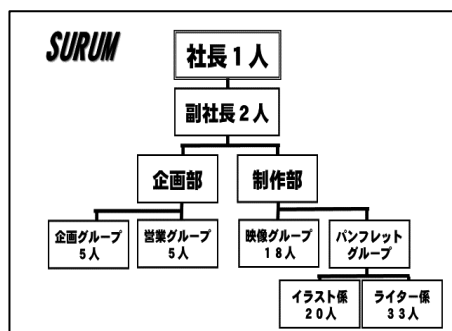 SURUM
社長1人
副社長2人
企画部
制作部
企画グループ
5人
営業グループ
5人
映像グループ
18人
パンフレット
グループ
イラスト係
20人
ライター係
33人